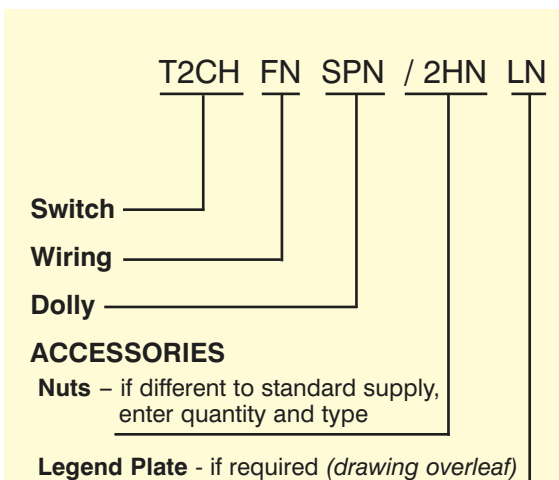 T2CH FN SPN / 2HN LN
Switch
Wiring
Dolly
ACCESSORIES
Nuts – if different to standard supply,
enter quantity and type
Legend Plate - if required (drawing overleaf)